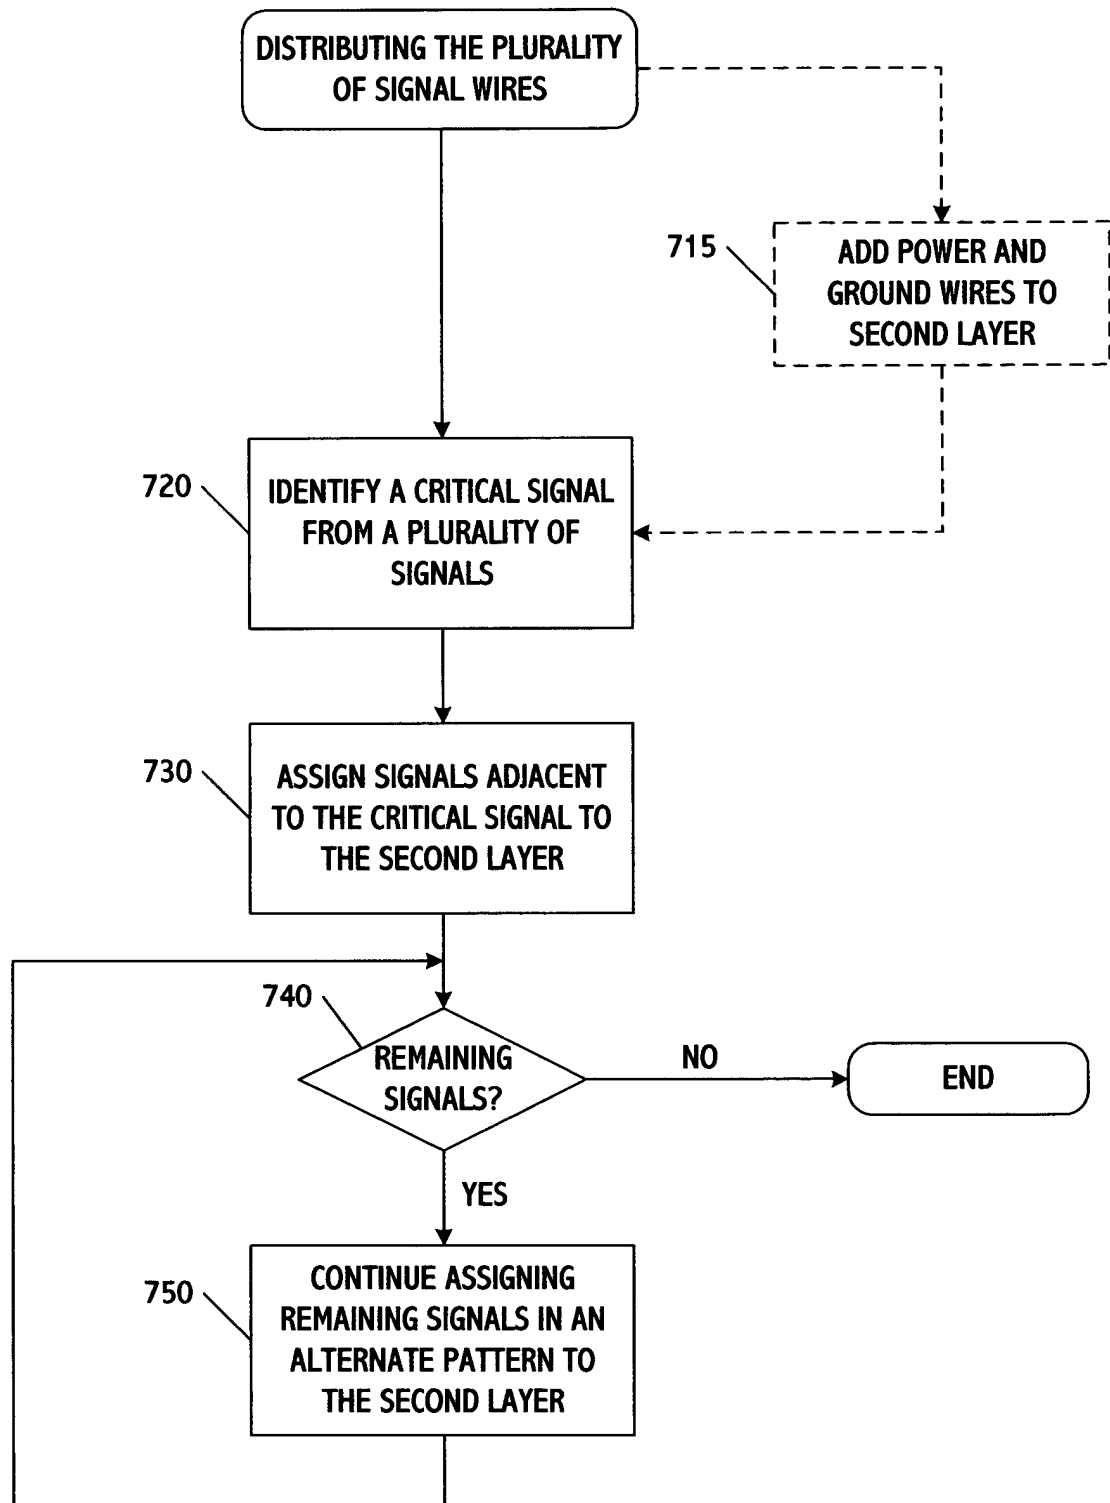 DISTRIBUTING THE PLURALITY
OF SIGNAL WIRES
715
ADD POWER AND
GROUND WIRES TO
SECOND LAYER
720
IDENTIFY A CRITICAL SIGNAL
FROM A PLURALITY OF
SIGNALS
730
ASSIGN SIGNALS ADJACENT
TO THE CRITICAL SIGNAL TO
THE SECOND LAYER
740
REMAINING
SIGNALS?
NO
END
YES
750
CONTINUE ASSIGNING
REMAINING SIGNALS IN AN
ALTERNATE PATTERN TO
THE SECOND LAYER